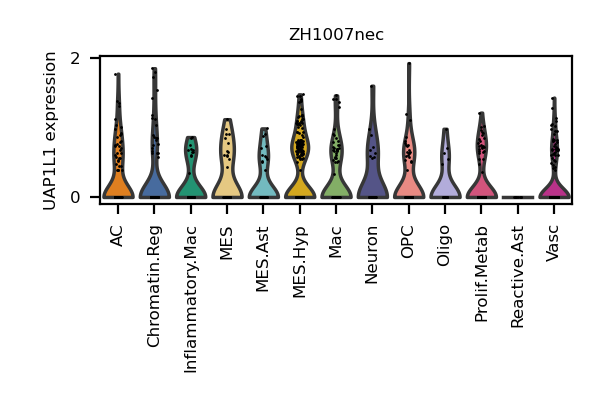 ZH1007nec
UAP1L1 expression
2
0
AC
Chromatin.Reg
Inflammatory.Mac
MES
MES.Ast
MES.Hyp
Mac
Neuron
OPC
Oligo
Prolif.Metab
Reactive.Ast
Vasc